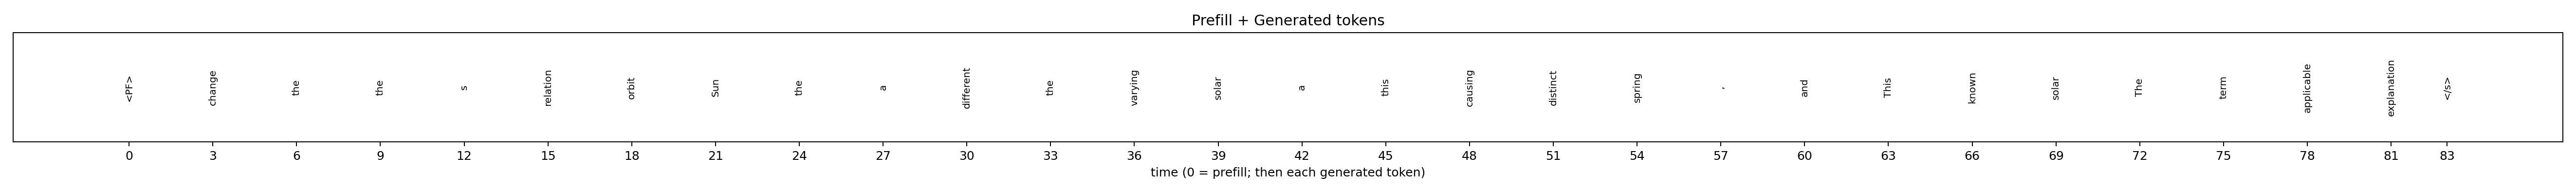 Prefill + Generated tokens
<PF> change the the s relation orbit Sun the a different the varying solar a this causing distinct spring , and This known solar The term applicable explanation </s>
0 3 6 9 12 15 18 21 24 27 30 33 36 39 42 45 48 51 54 57 60 63 66 69 72 75 78 81 83
time (0 = prefill; then each generated token)